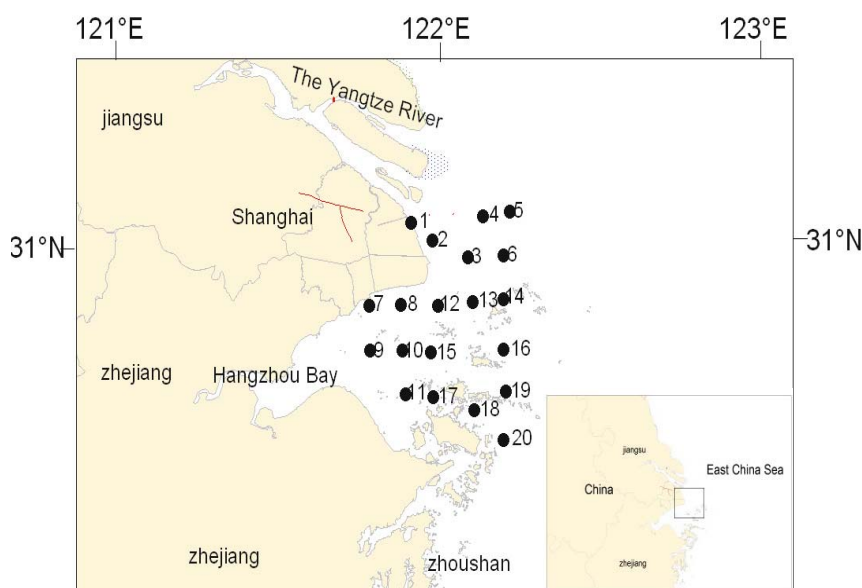 121°E 122°E 123°E
The Yangtze River
jiangsu
Shanghai
1 4 5
31°N 2 31°N
3 6
7 8 12 13 14
zhejiang 9 10 15 16
Hangzhou Bay
11 17 18 19
20
jiangsu
East China Sea
China
zhejiang
zhejiang
zhoushan